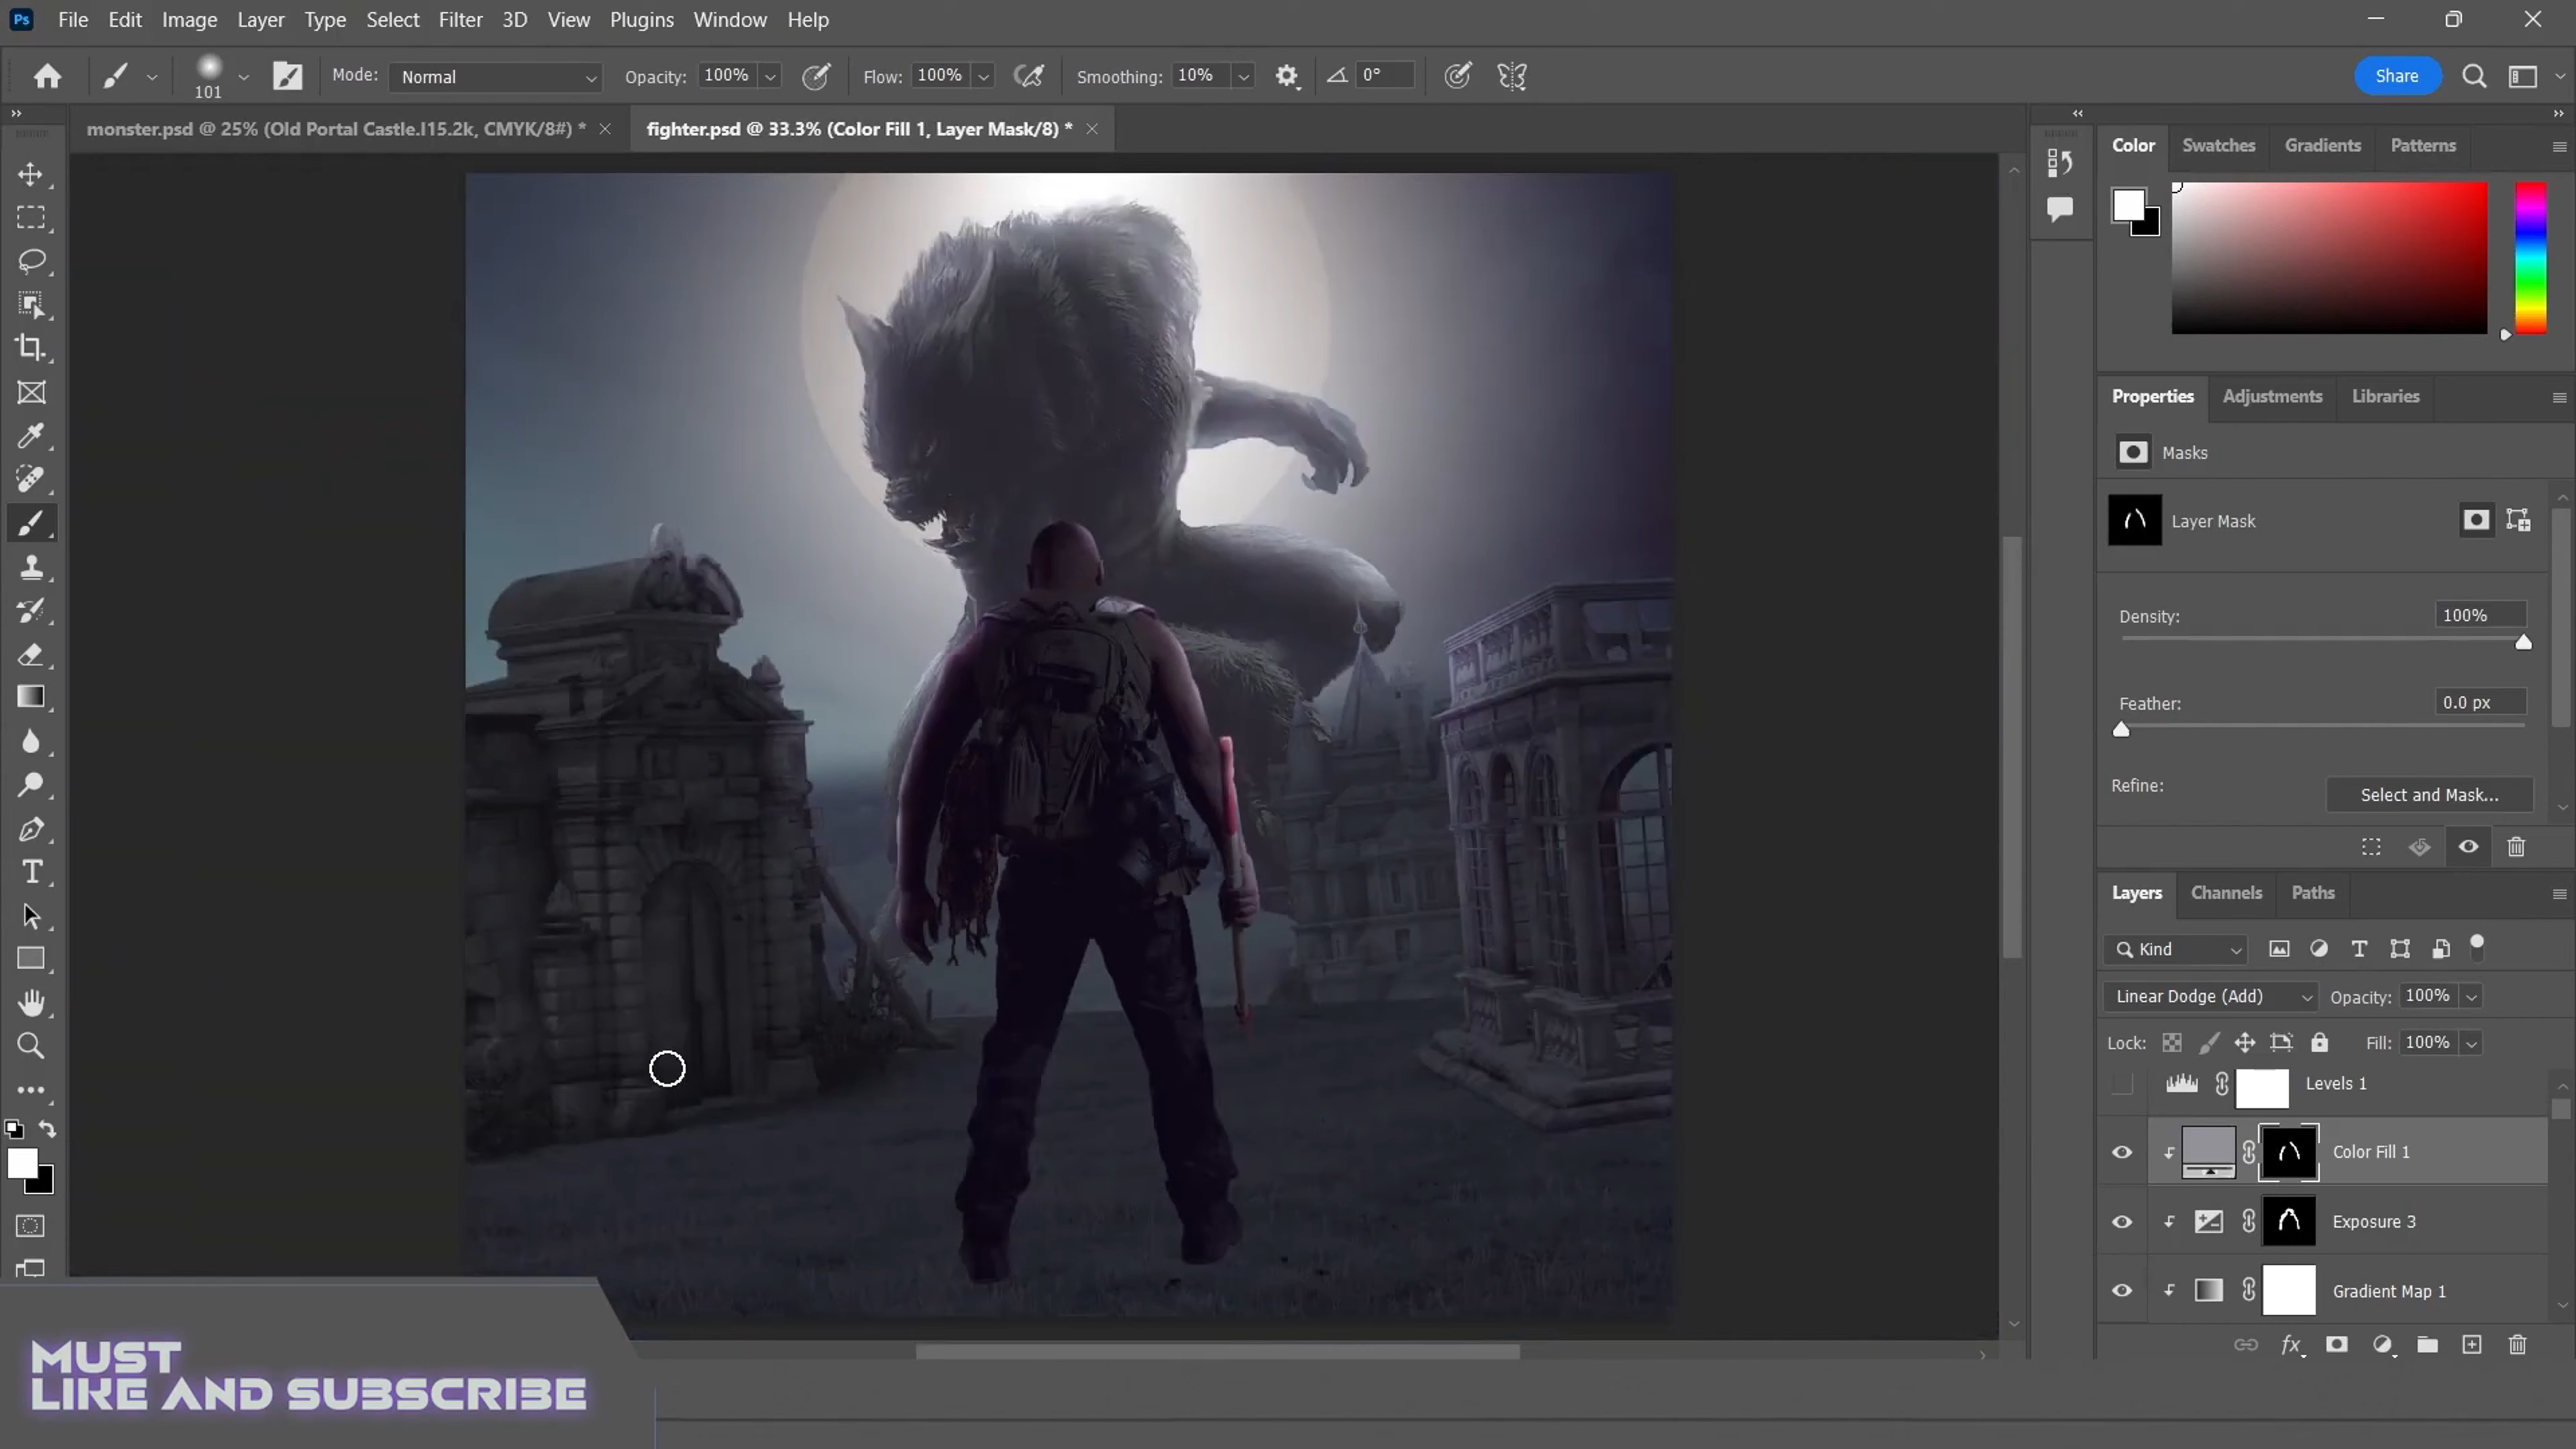 Ps File Edit Image Layer Type Select Filter 3D View Plugins Window Help
101 Mode: Normal Opacity: 100% Flow: 100% Smoothing: 10% 0° Share
monster.psd @ 25% (Old Portal Castle.I15.2k, CMYK/8#) *
fighter.psd @ 33.3% (Color Fill 1, Layer Mask/8) *
Color Swatches Gradients Patterns
Properties Adjustments Libraries
Masks
Layer Mask
Density: 100%
Feather: 0.0 px
Refine: Select and Mask...
Layers Channels Paths
Kind
Linear Dodge (Add) Opacity: 100%
Lock: Fill: 100%
Levels 1
Color Fill 1
Exposure 3
Gradient Map 1
MUST
LIKE AND SUBSCRIBE